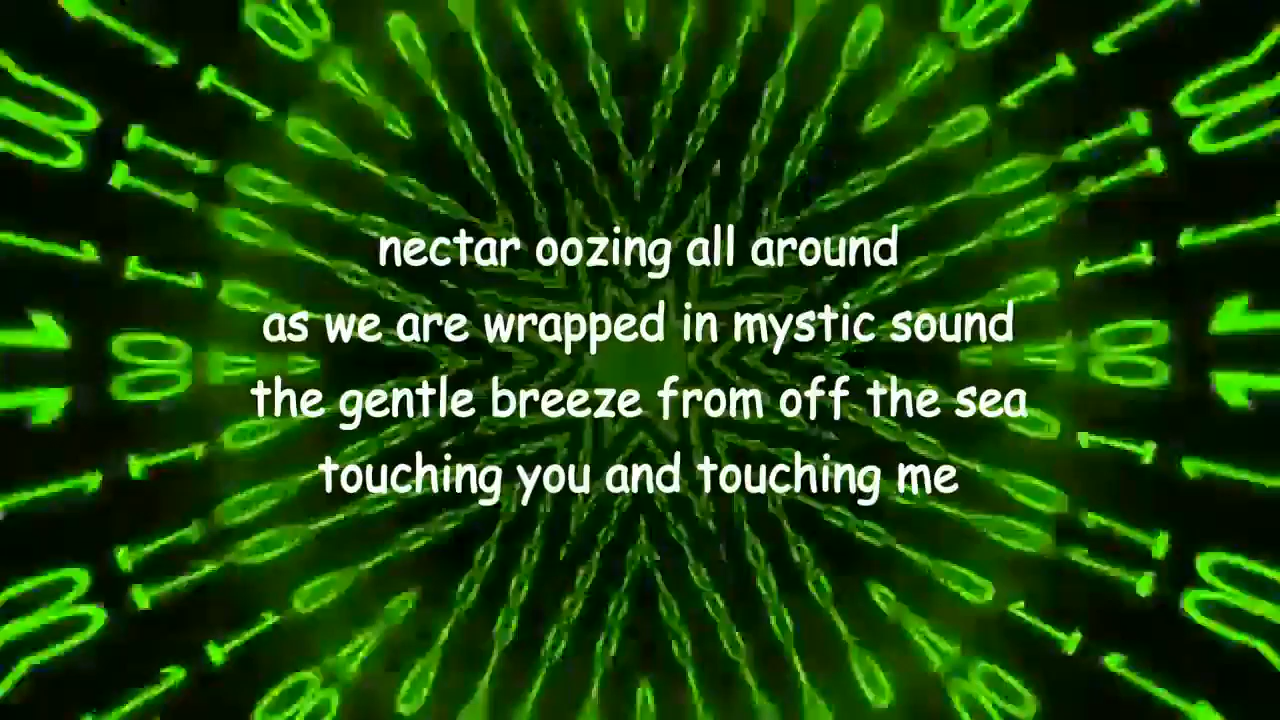 nectar oozing all around
as we are wrapped in mystic sound
the gentle breeze from off the sea
touching you and touching me